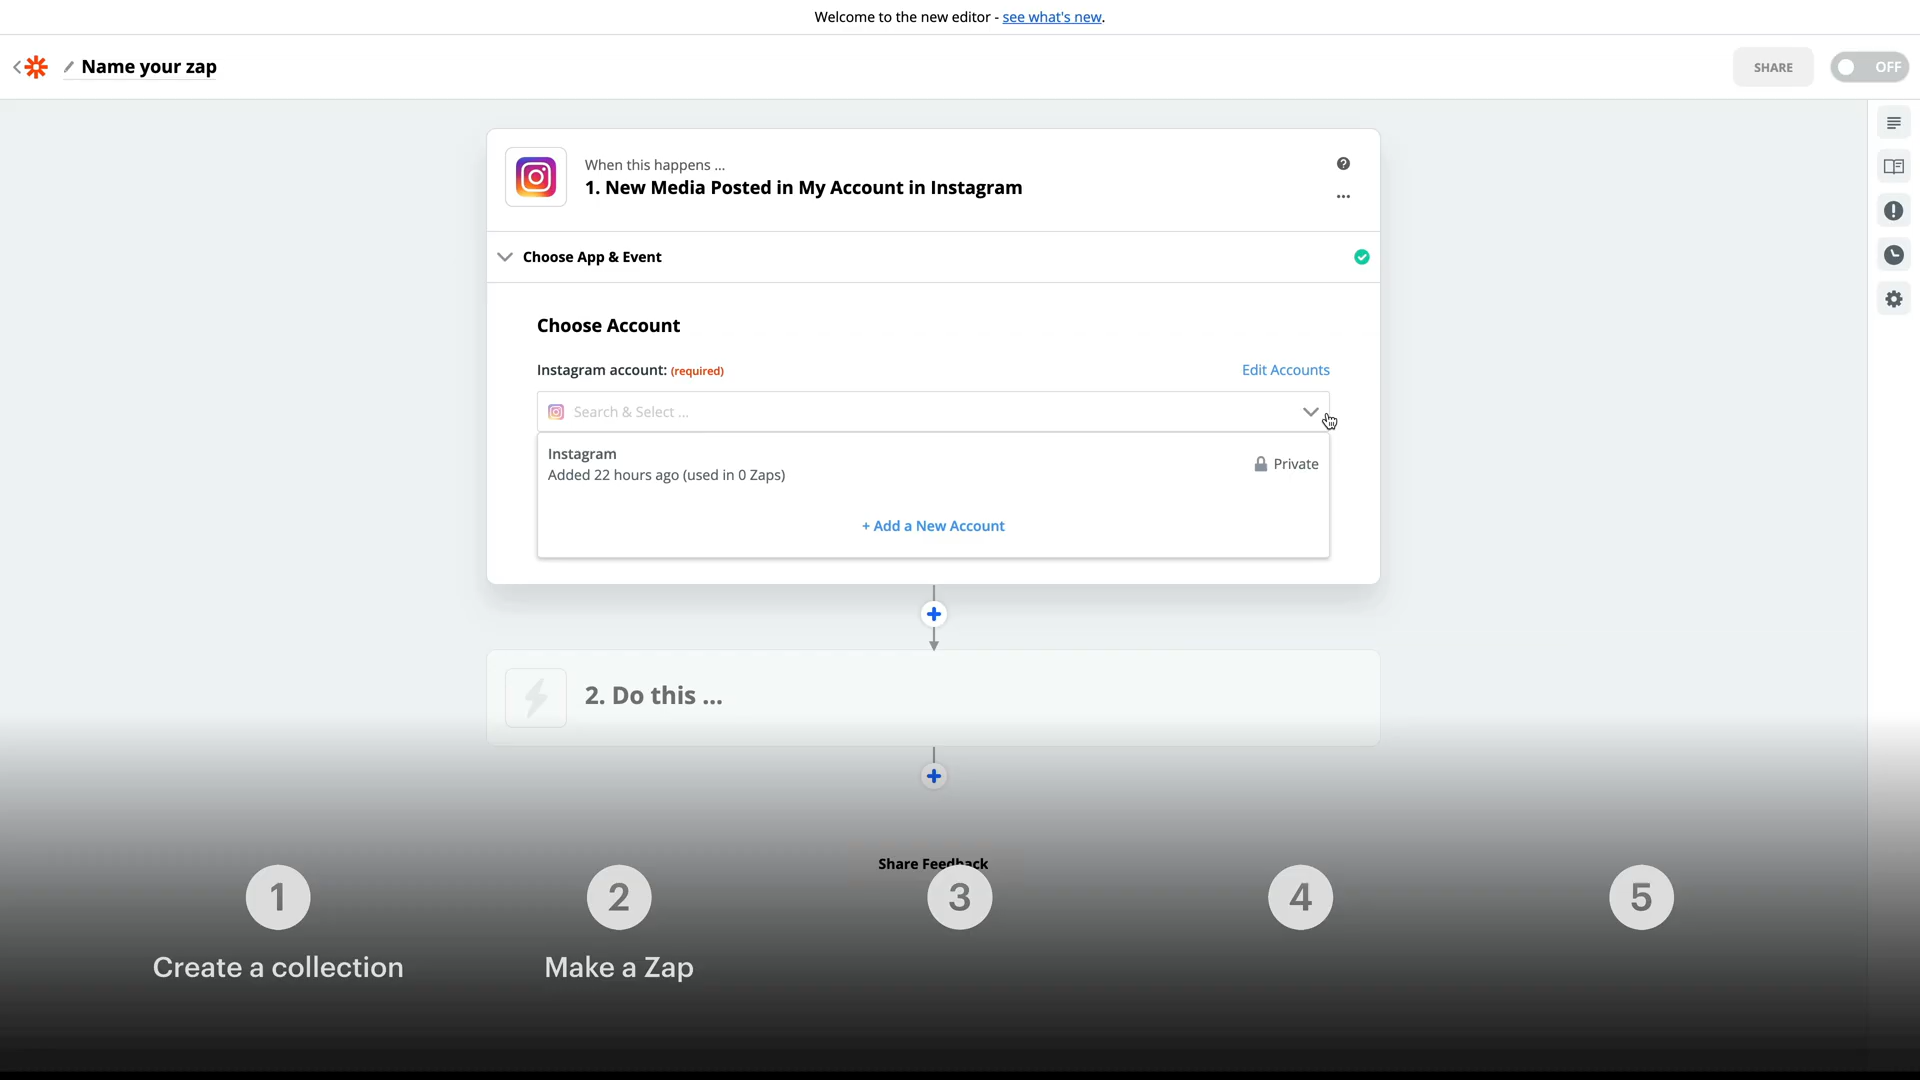 Welcome to the new editor - see what's new.
Name your zap
SHARE
OFF
When this happens ...
1. New Media Posted in My Account in Instagram
Choose App & Event
Choose Account
Instagram account: (required)
Edit Accounts
Search & Select ...
Instagram
Added 22 hours ago (used in 0 Zaps)
Private
+ Add a New Account
2. Do this ...
Share Feedback
1
2
3
4
5
Create a collection
Make a Zap